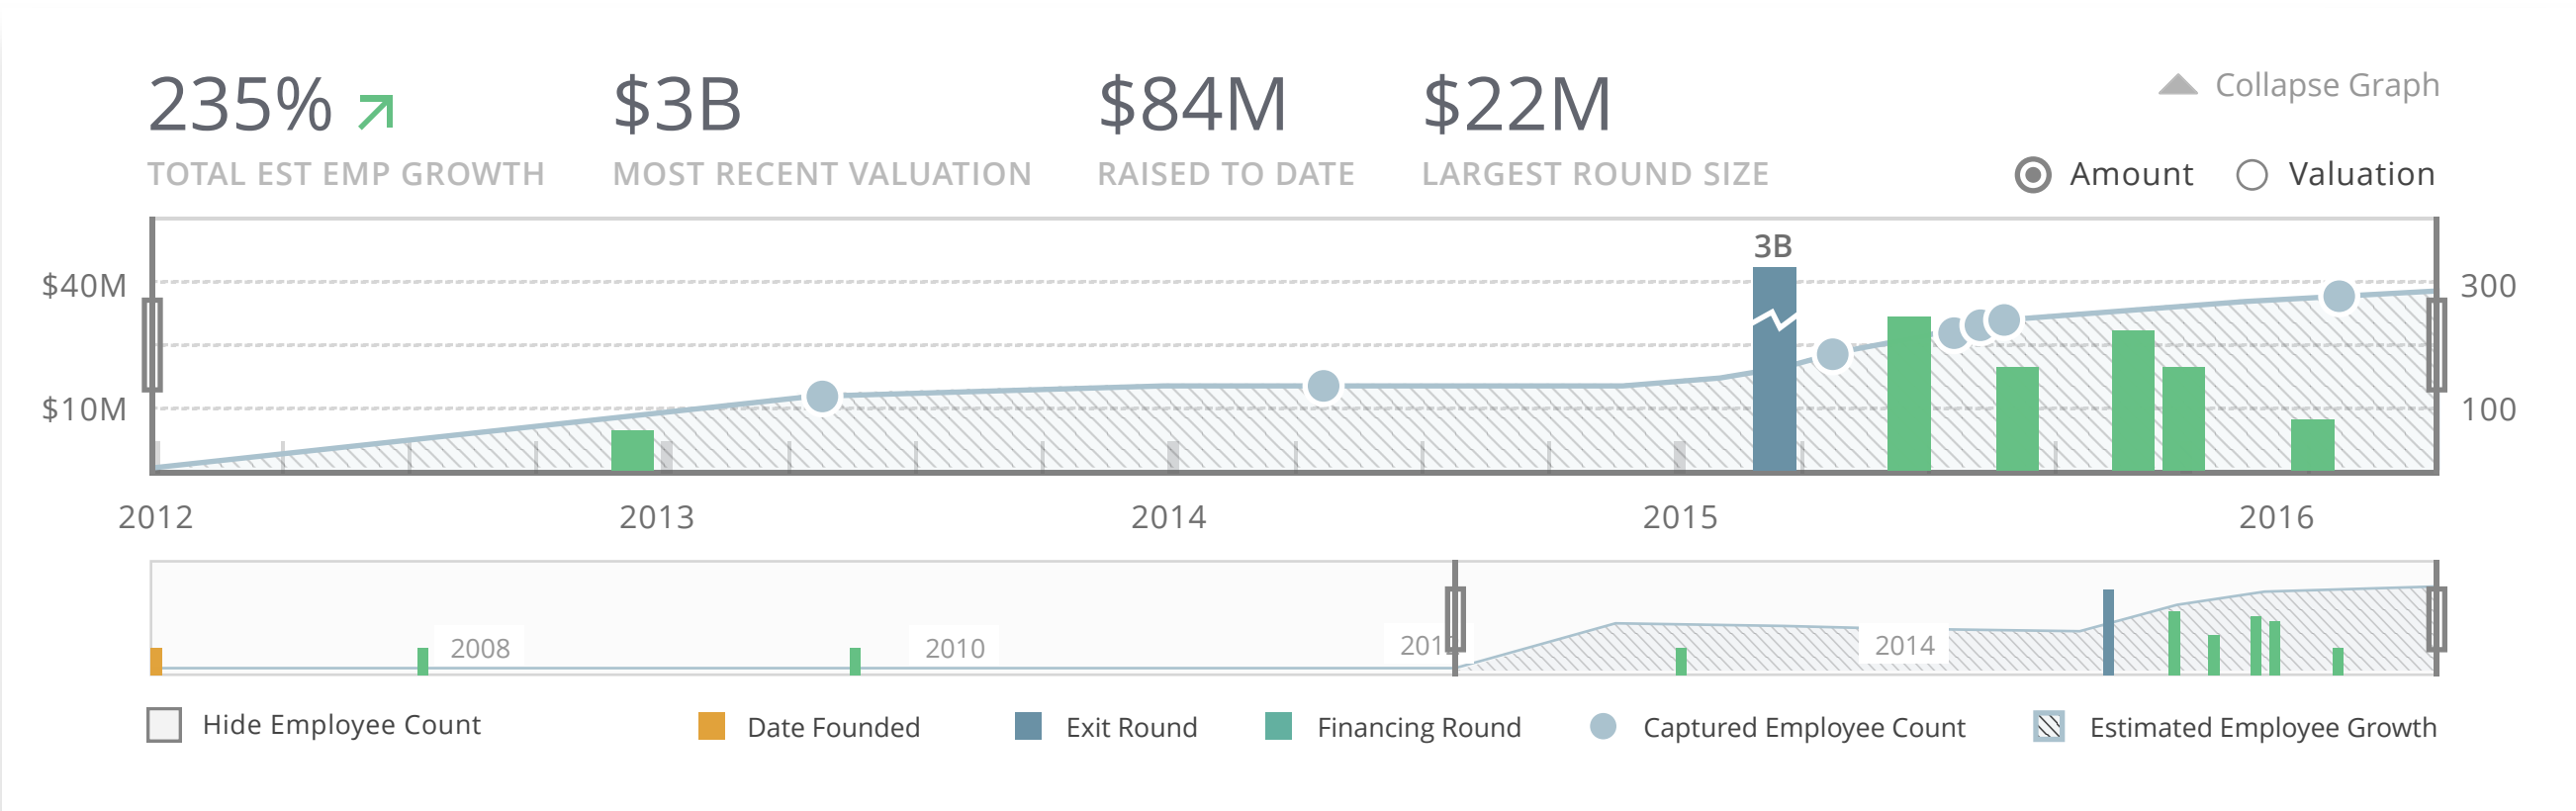 235% $3B $84M $22M Collapse Graph
TOTAL EST EMP GROWTH MOST RECENT VALUATION RAISED TO DATE LARGEST ROUND SIZE Amount Valuation
3B
$40M 300
$10M 100
2012 2013 2014 2015 2016
2008 2010 201 2014
Hide Employee Count Date Founded Exit Round Financing Round Captured Employee Count Estimated Employee Growth